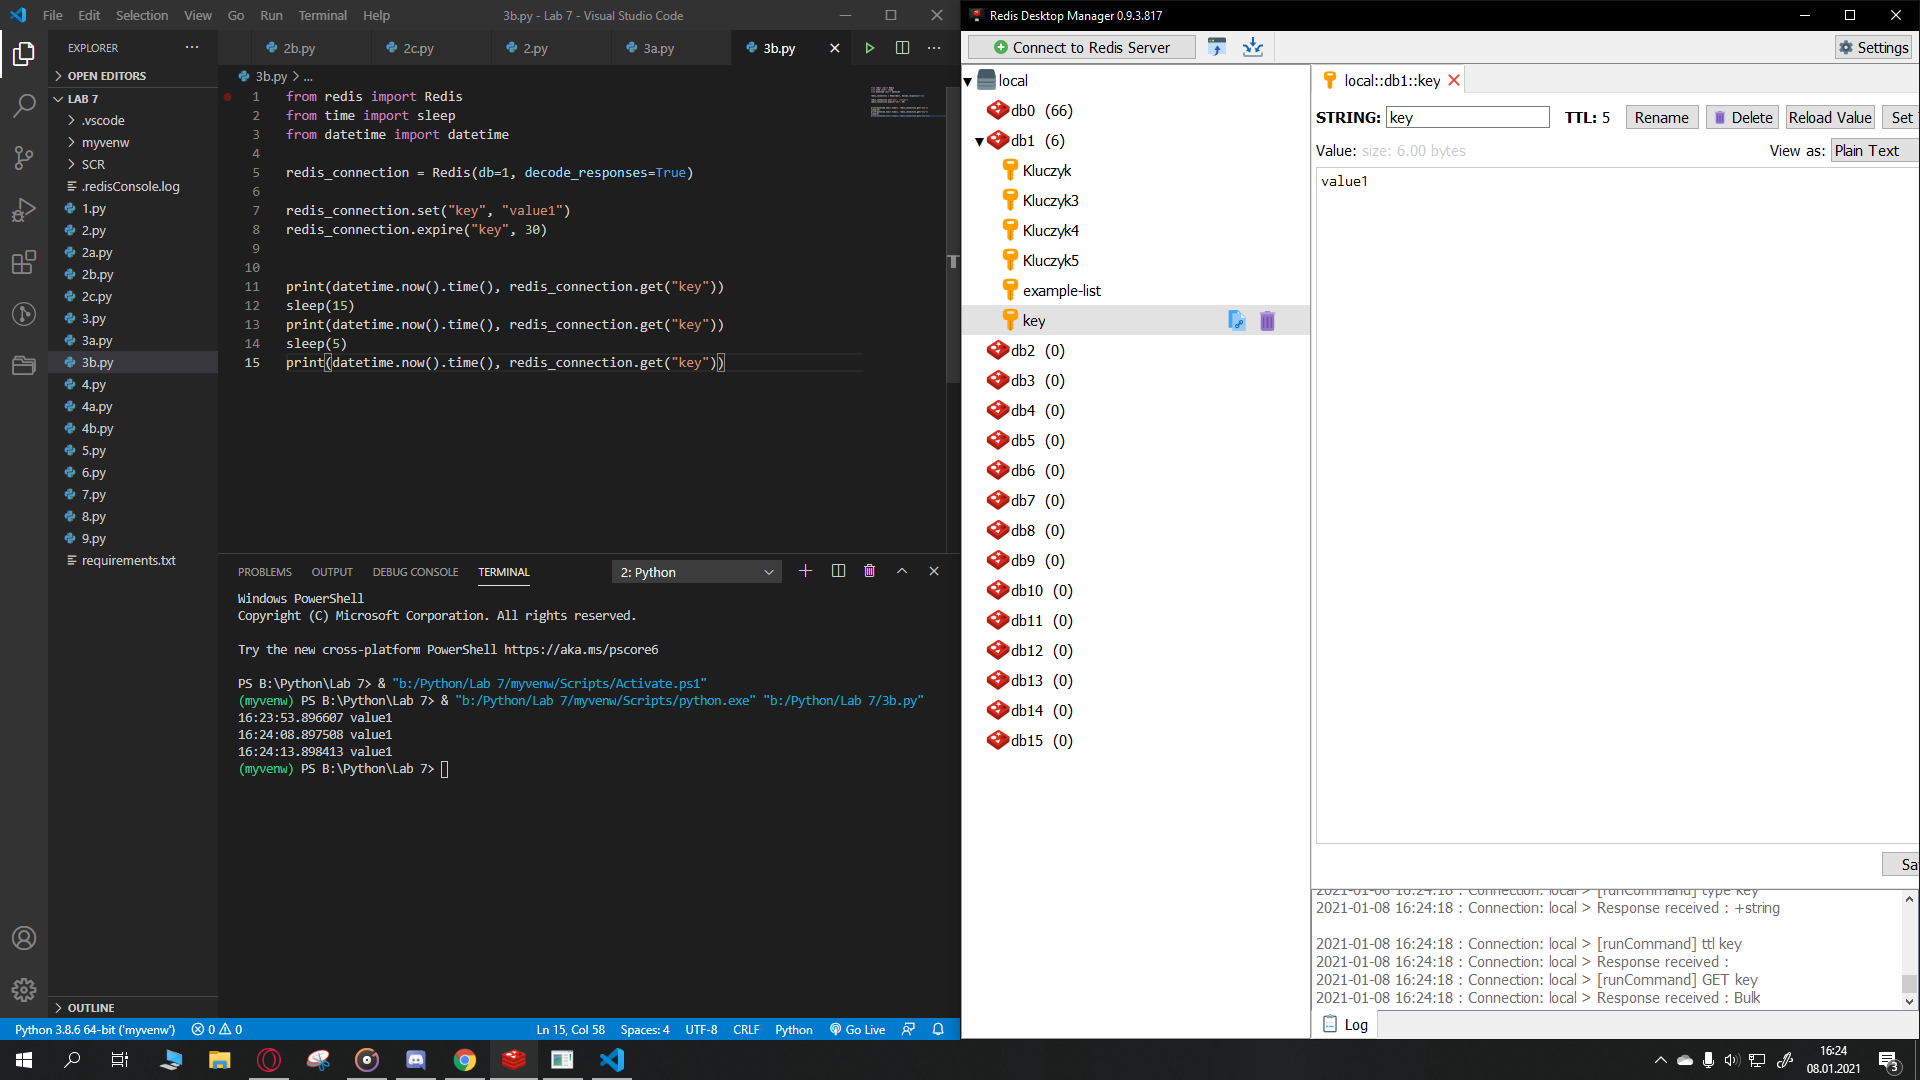 File Edit Selection View Go Run Terminal Help
3b.py - Lab 7 - Visual Studio Code
EXPLORER
OPEN EDITORS
LAB 7
.vscode
myvenw
SCR
.redisConsole.log
1.py
2.py
2a.py
2b.py
2c.py
3.py
3a.py
3b.py
4.py
4a.py
4b.py
5.py
6.py
7.py
8.py
9.py
requirements.txt
OUTLINE
2b.py 2c.py 2.py 3a.py 3b.py
3b.py > ...
1 from redis import Redis
2 from time import sleep
3 from datetime import datetime
4
5 redis_connection = Redis(db=1, decode_responses=True)
6
7 redis_connection.set("key", "value1")
8 redis_connection.expire("key", 30)
9
10
11 print(datetime.now().time(), redis_connection.get("key"))
12 sleep(15)
13 print(datetime.now().time(), redis_connection.get("key"))
14 sleep(5)
15 print(datetime.now().time(), redis_connection.get("key"))
PROBLEMS OUTPUT DEBUG CONSOLE TERMINAL 2: Python
Windows PowerShell
Copyright (C) Microsoft Corporation. All rights reserved.
Try the new cross-platform PowerShell https://aka.ms/pscore6
PS B:\Python\Lab 7> & "b:/Python/Lab 7/myvenw/Scripts/Activate.ps1"
(myvenw) PS B:\Python\Lab 7> & "b:/Python/Lab 7/myvenw/Scripts/python.exe" "b:/Python/Lab 7/3b.py"
16:23:53.896607 value1
16:24:08.897508 value1
16:24:13.898413 value1
(myvenw) PS B:\Python\Lab 7>
Python 3.8.6 64-bit ('myvenw') 0 0 Ln 15, Col 58 Spaces: 4 UTF-8 CRLF Python Go Live
Redis Desktop Manager 0.9.3.817
Connect to Redis Server
Settings
local
db0 (66)
db1 (6)
Kluczyk
Kluczyk3
Kluczyk4
Kluczyk5
example-list
key
db2 (0)
db3 (0)
db4 (0)
db5 (0)
db6 (0)
db7 (0)
db8 (0)
db9 (0)
db10 (0)
db11 (0)
db12 (0)
db13 (0)
db14 (0)
db15 (0)
local::db1::key
STRING: key TTL: 5 Rename Delete Reload Value Set
Value: size: 6.00 bytes View as: Plain Text
value1
Sa
2021-01-08 16:24:18 : Connection: local > [runCommand] type key
2021-01-08 16:24:18 : Connection: local > Response received : +string
2021-01-08 16:24:18 : Connection: local > [runCommand] ttl key
2021-01-08 16:24:18 : Connection: local > Response received :
2021-01-08 16:24:18 : Connection: local > [runCommand] GET key
2021-01-08 16:24:18 : Connection: local > Response received : Bulk
Log
16:24
08.01.2021
3